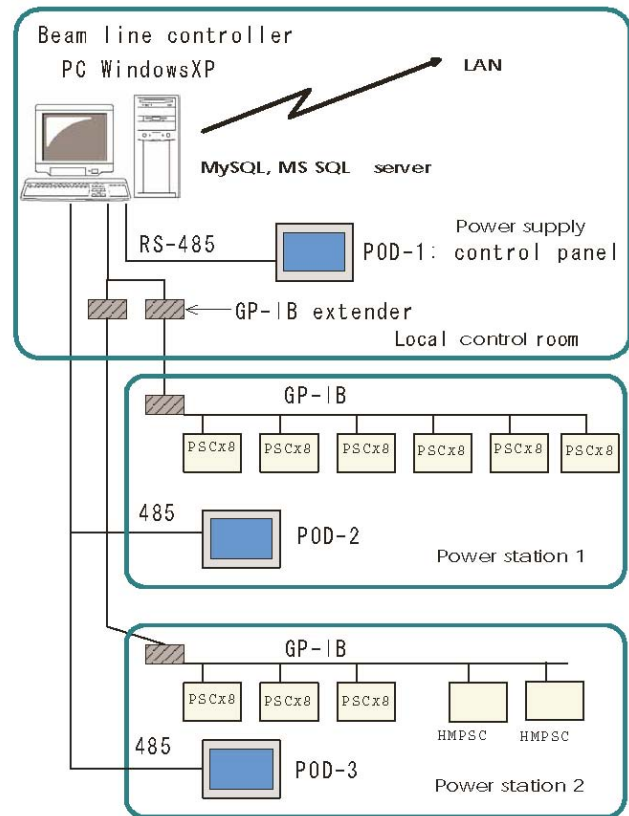 Beam line controller
PC WindowsXP
LAN
MySQL, MS SQL server
RS-485
Power supply
POD-1: control panel
GP-IB extender
Local control room
GP-IB
PSCx8 PSCx8 PSCx8 PSCx8 PSCx8 PSCx8
485
POD-2
Power station 1
GP-IB
PSCx8 PSCx8 PSCx8
HMPSC HMPSC
485
POD-3
Power station 2